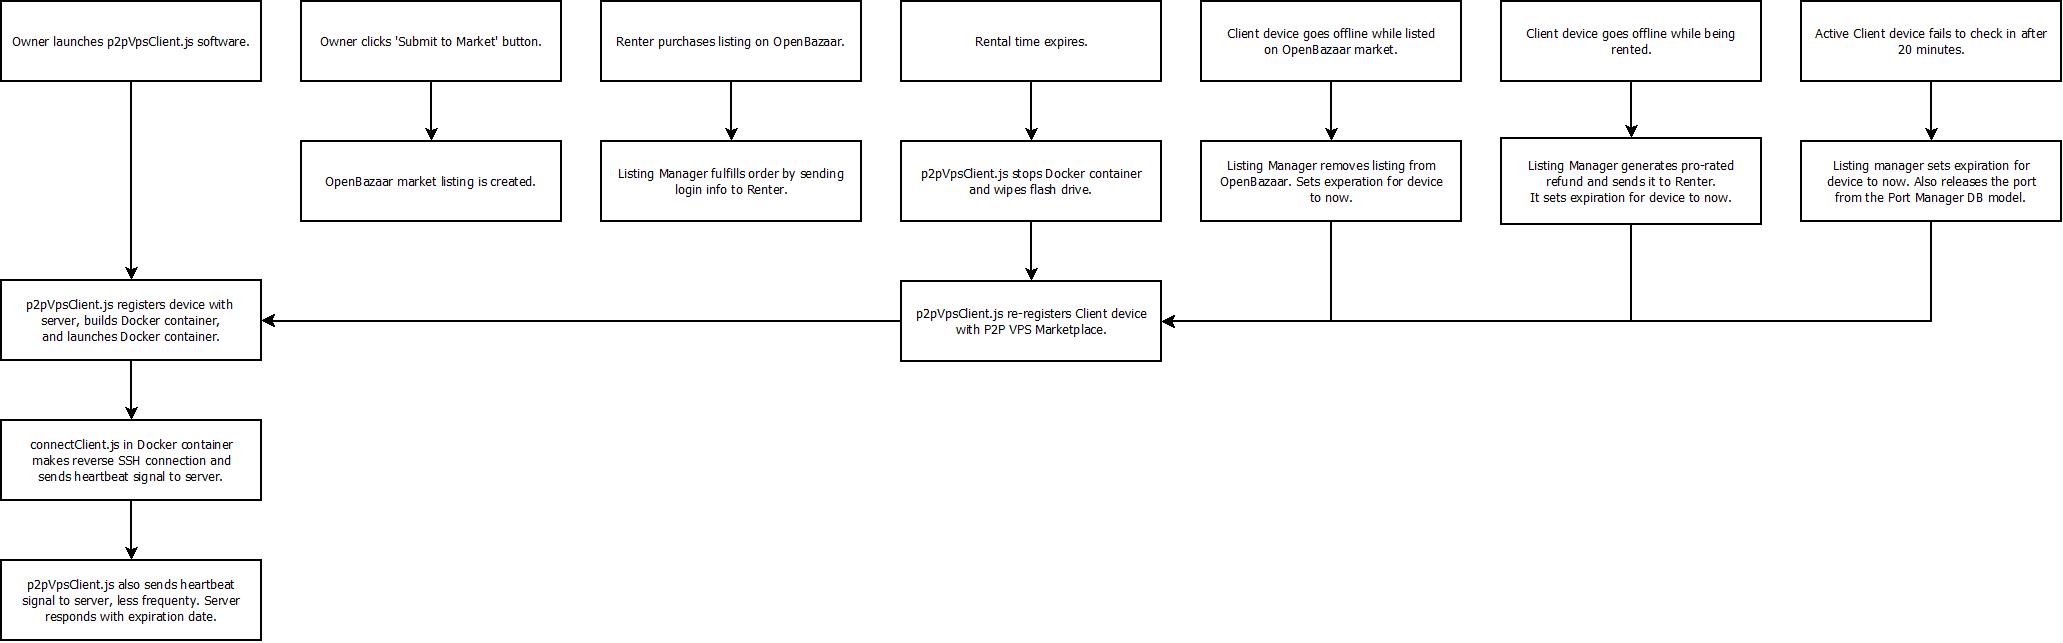 Owner launches p2pVpsClient.js software.
Owner clicks 'Submit to Market' button.
Renter purchases listing on OpenBazaar.
Rental time expires.
Client device goes offline while listed
on OpenBazaar market.
Client device goes offline while being
rented.
Active Client device fails to check in after
20 minutes.
OpenBazaar market listing is created.
Listing Manager fulfills order by sending
login info to Renter.
p2pVpsClient.js stops Docker container
and wipes flash drive.
Listing Manager removes listing from
OpenBazaar. Sets experation for device
to now.
Listing Manager generates pro-rated
refund and sends it to Renter.
It sets expiration for device to now.
Listing manager sets expiration for
device to now. Also releases the port
from the Port Manager DB model.
p2pVpsClient.js registers device with
server, builds Docker container,
and launches Docker container.
p2pVpsClient.js re-registers Client device
with P2P VPS Marketplace.
connectClient.js in Docker container
makes reverse SSH connection and
sends heartbeat signal to server.
p2pVpsClient.js also sends heartbeat
signal to server, less frequenty. Server
responds with expiration date.